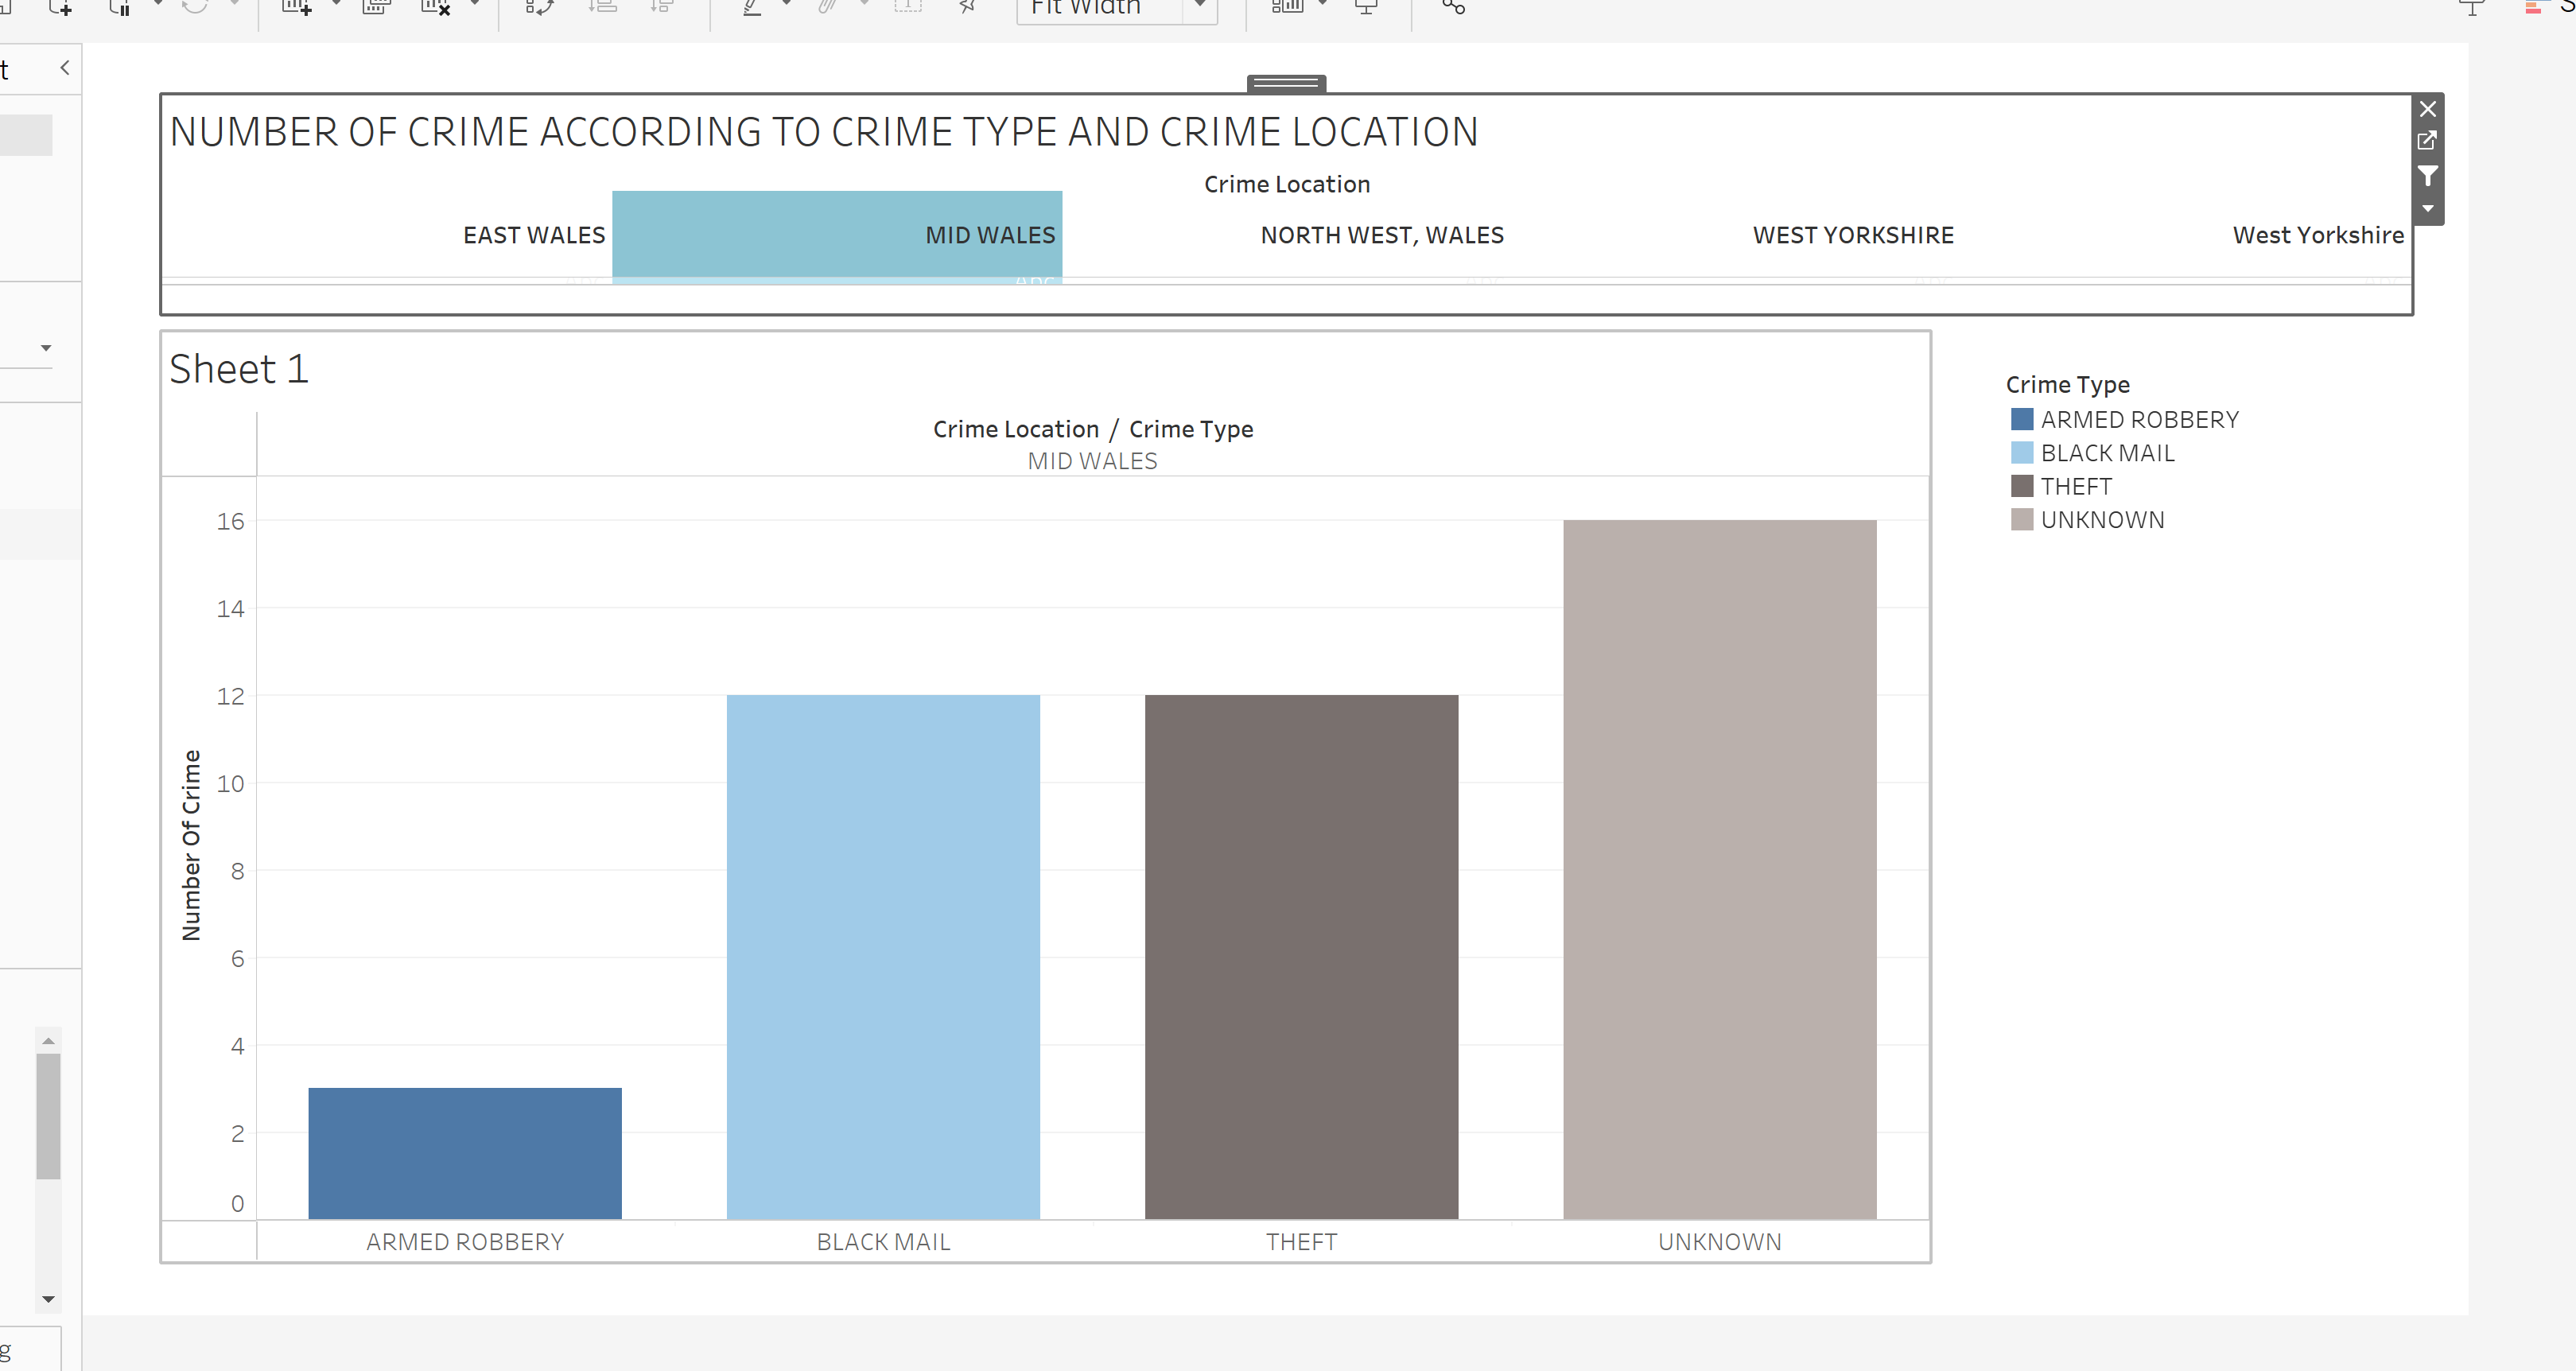 Fit Width
t
NUMBER OF CRIME ACCORDING TO CRIME TYPE AND CRIME LOCATION
Crime Location
EAST WALES MID WALES NORTH WEST, WALES WEST YORKSHIRE West Yorkshire
Sheet 1
Crime Location / Crime Type
MID WALES
Number Of Crime
16
14
12
10
8
6
4
2
0
ARMED ROBBERY BLACK MAIL THEFT UNKNOWN
Crime Type
ARMED ROBBERY
BLACK MAIL
THEFT
UNKNOWN
g